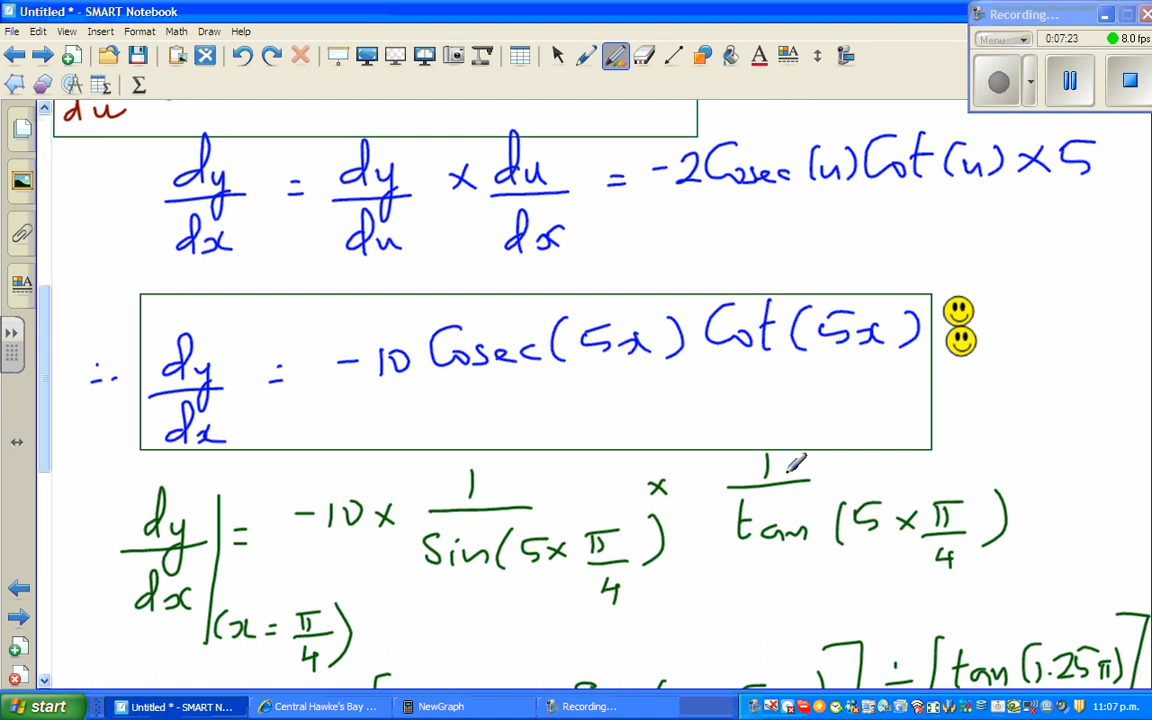 Untitled * - SMART Notebook
Recording...
File Edit View Insert Format Math Draw Help
Menu 0:07:23 8.0 fps
du
dy/dx = dy/du × du/dx = -2Cosec(u)Cot(u) × 5
∴ dy/dx = -10 Cosec(5x) Cot(5x)
dy/dx |(x = π/4) = -10 × 1/Sin(5×π/4) × 1/tan(5×π/4)
] ÷ [tan(1.25π)]
start Untitled * - SMART N... Central Hawke's Bay ... NewGraph Recording... 11:07 p.m.